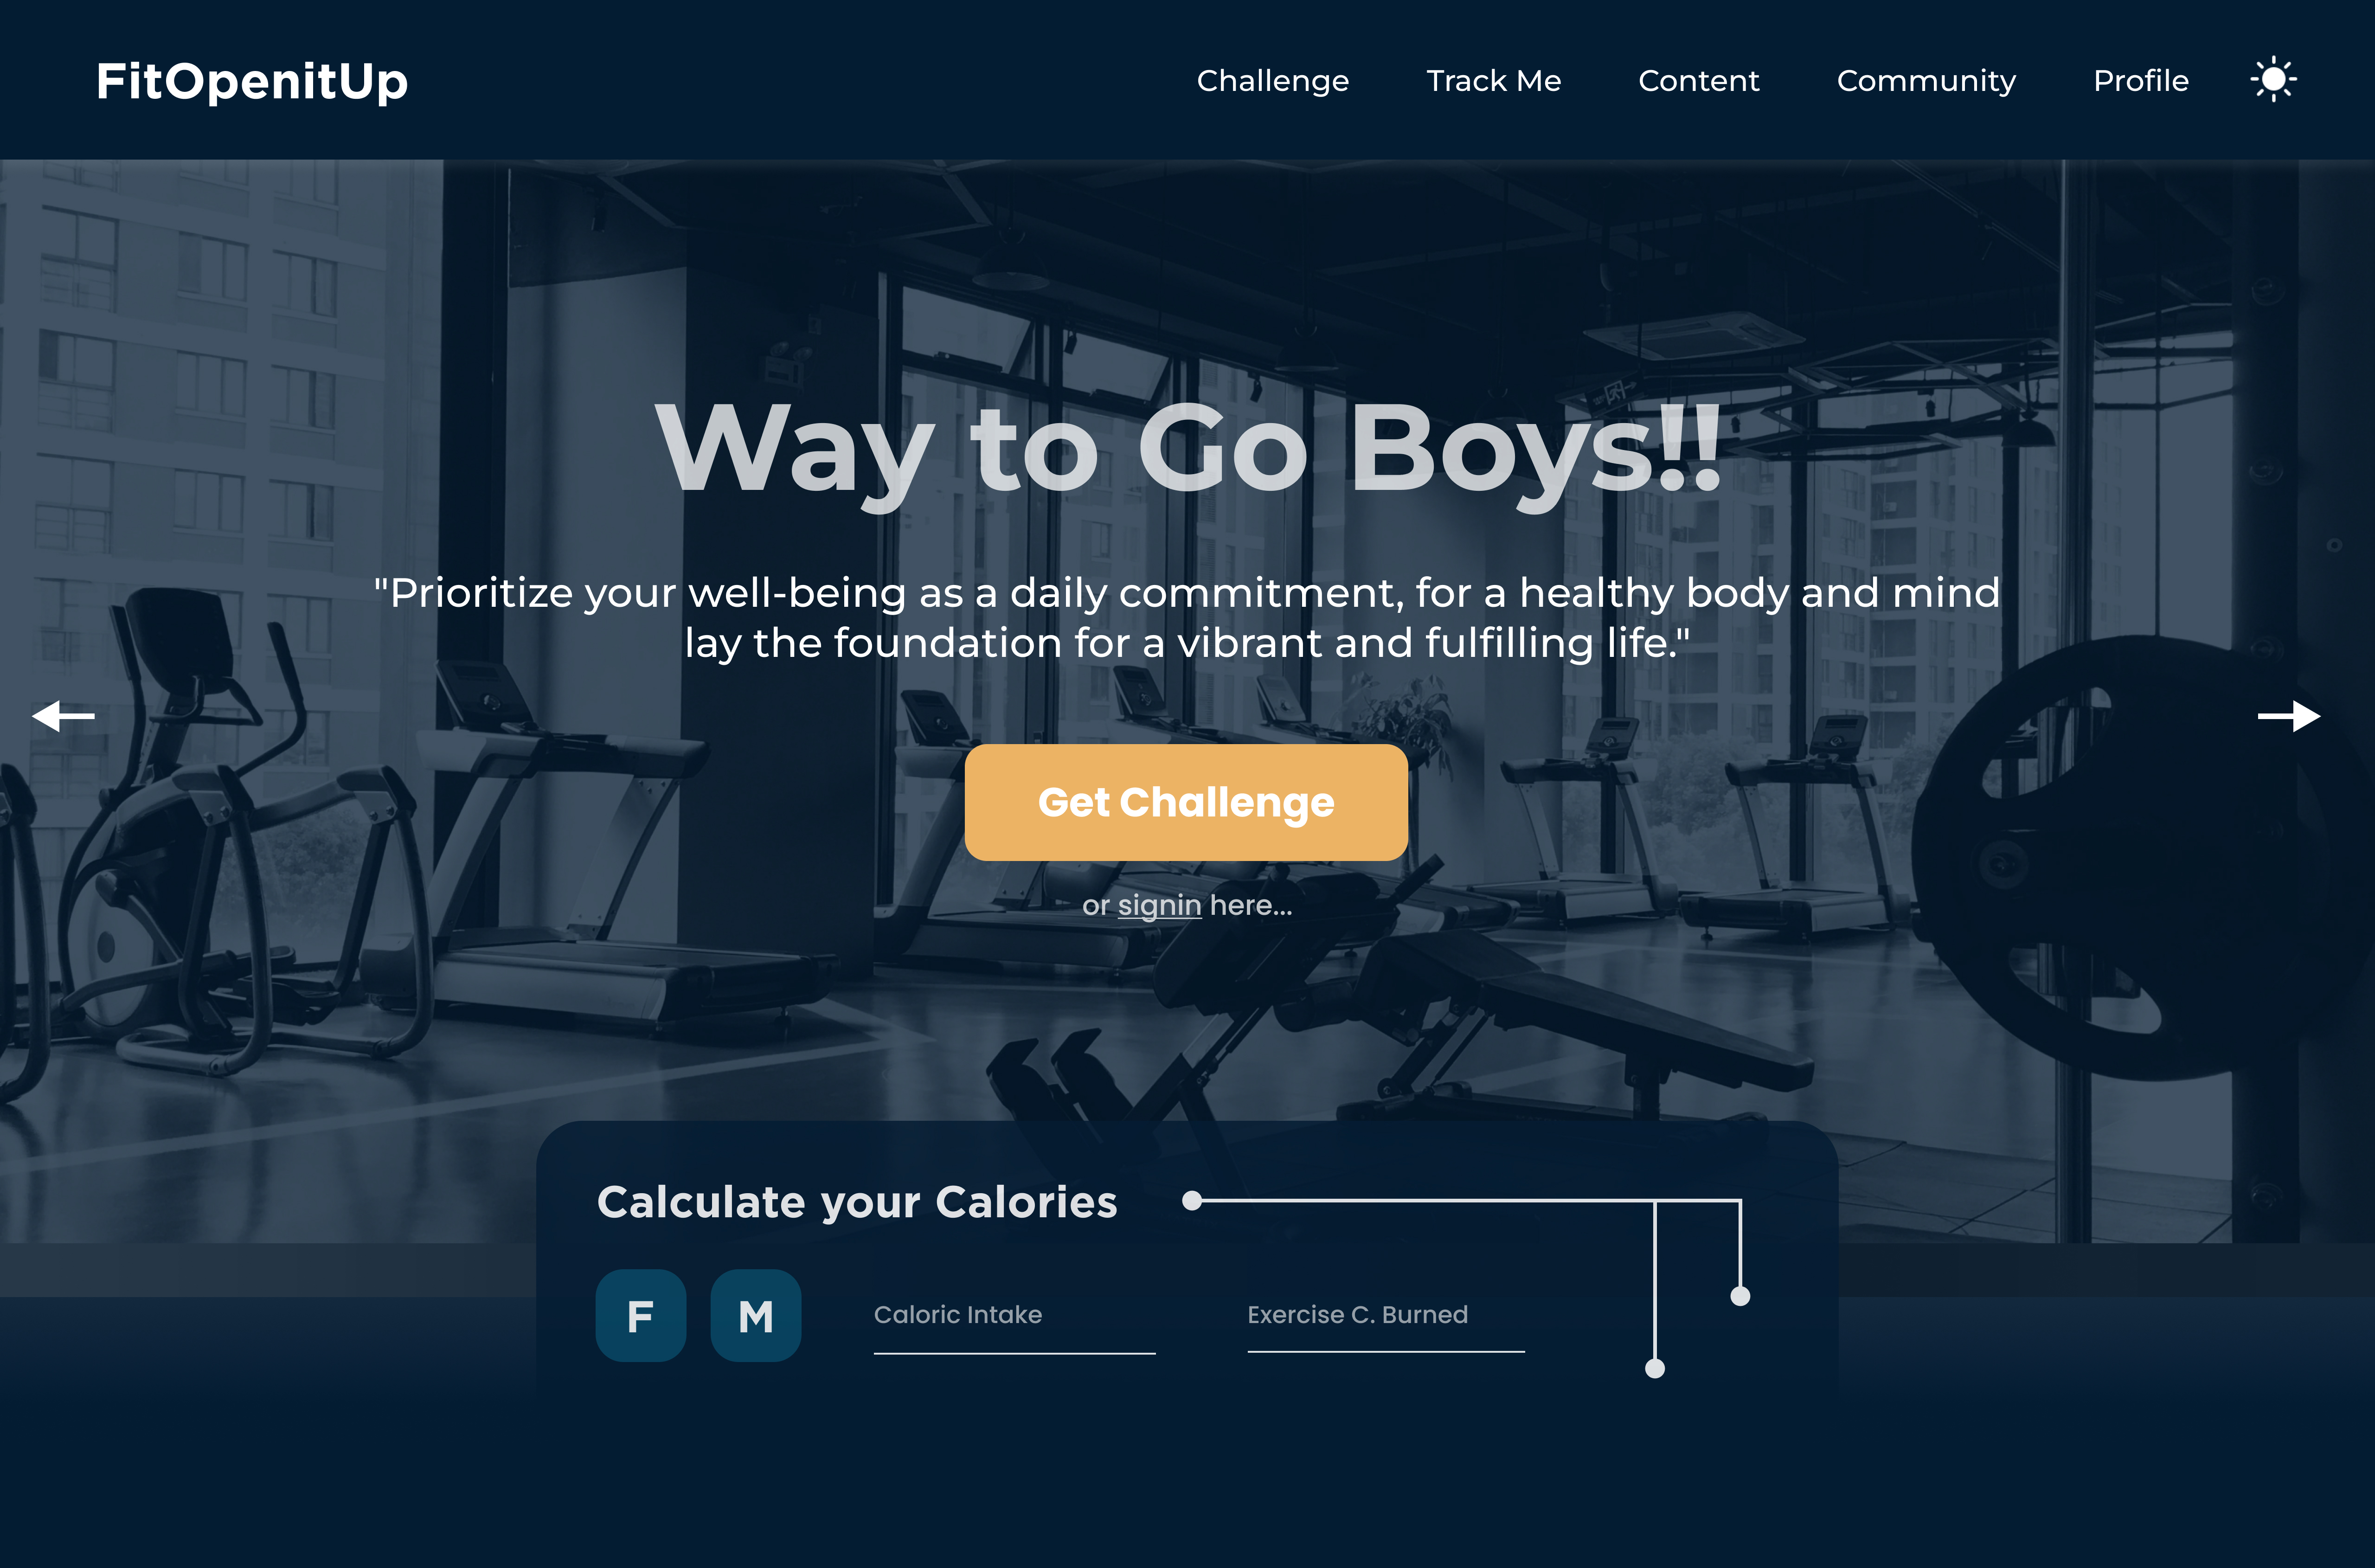 FitOpenitUp
Challenge Track Me Content Community Profile
Way to Go Boys!!
"Prioritize your well-being as a daily commitment, for a healthy body and mind
lay the foundation for a vibrant and fulfilling life."
Get Challenge
or signin here...
Calculate your Calories
F M Caloric Intake Exercise C. Burned